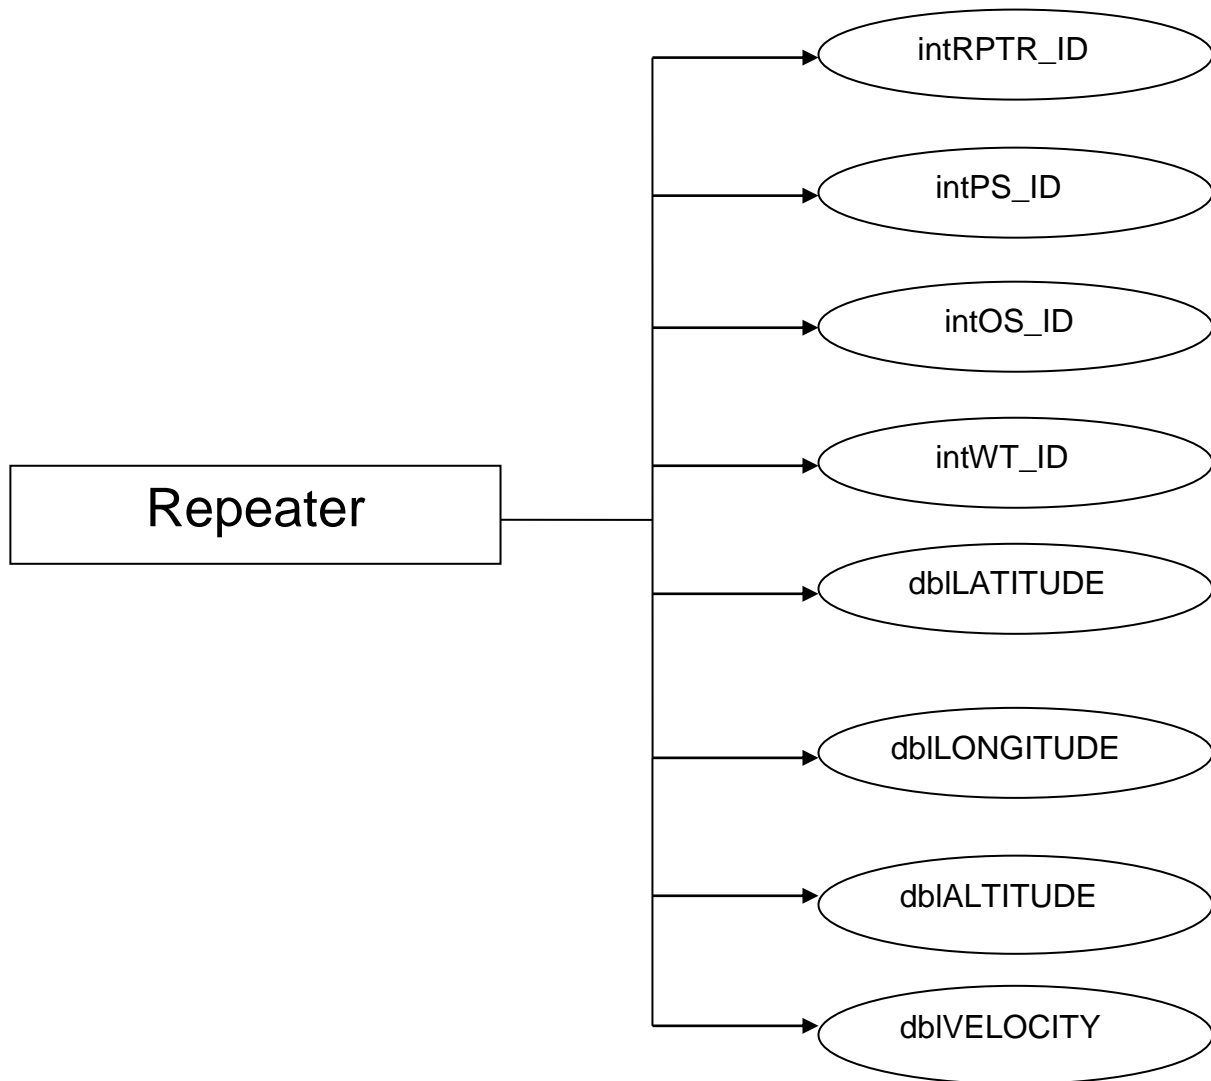 intRPTR_ID
intPS_ID
intOS_ID
intWT_ID
Repeater
dblLATITUDE
dblLONGITUDE
dblALTITUDE
dblVELOCITY